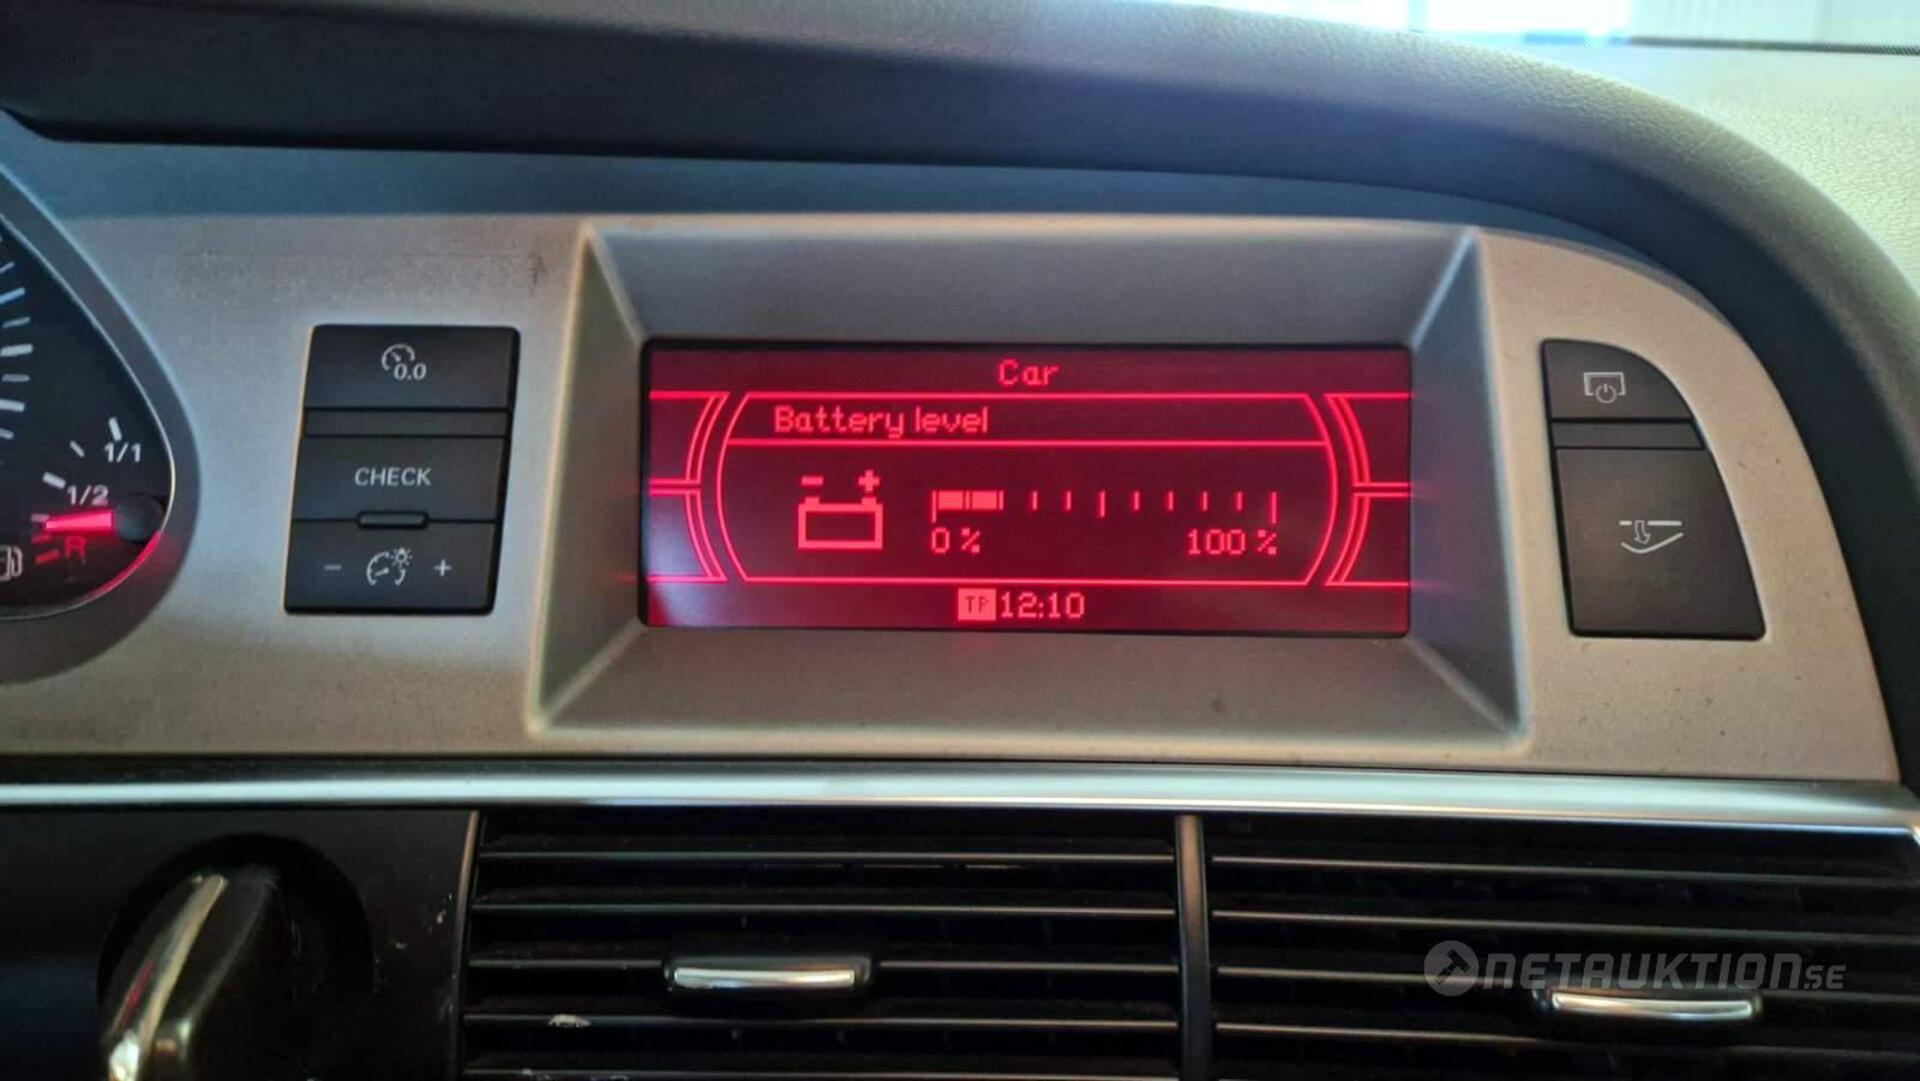 Car
Battery level
- +
0 % 100 %
TP 12:10
0.0
CHECK
- +
1/1
1/2
R
NETAUKTION.SE